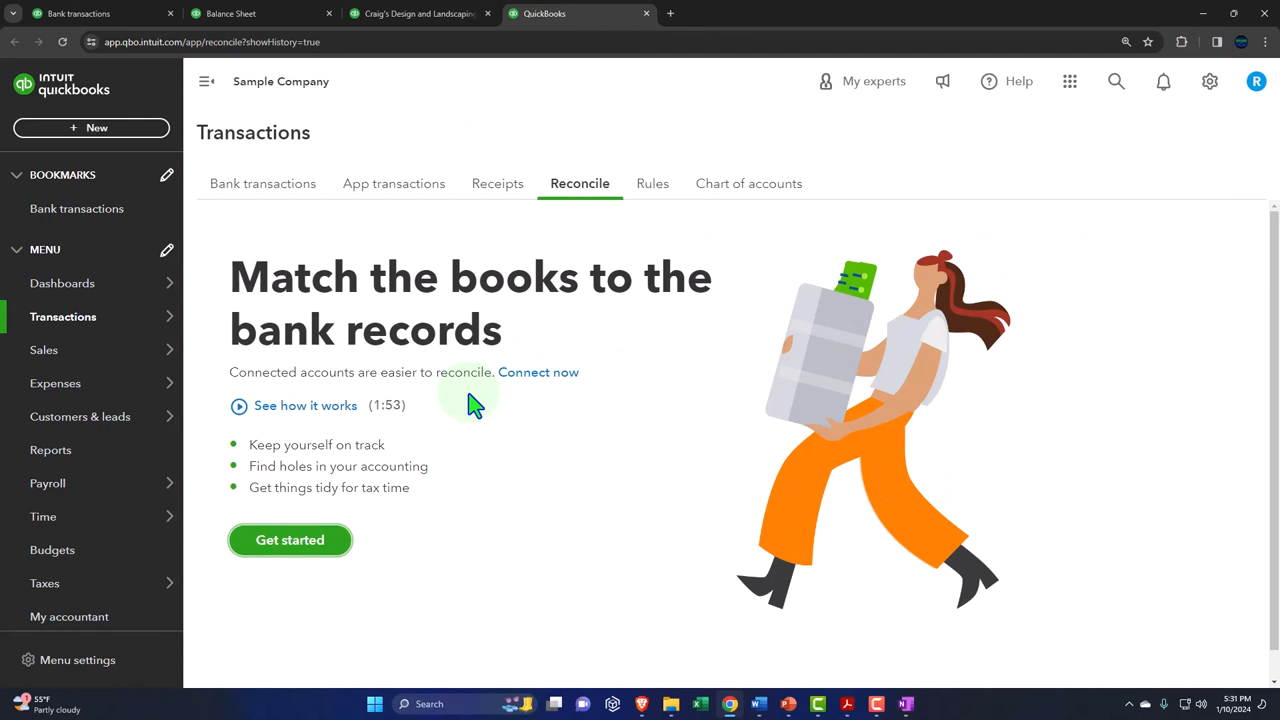 Bank transactions
Balance Sheet
Craig's Design and Landscaping
QuickBooks
app.qbo.intuit.com/app/reconcile?showHistory=true
qb INTUIT
quickbooks
Sample Company
My experts
Help
R
+ New
Transactions
BOOKMARKS
Bank transactions
App transactions
Receipts
Reconcile
Rules
Chart of accounts
Bank transactions
MENU
Dashboards
Transactions
Sales
Expenses
Customers & leads
Reports
Payroll
Time
Budgets
Taxes
My accountant
Menu settings
Match the books to the
bank records
Connected accounts are easier to reconcile. Connect now
See how it works (1:53)
Keep yourself on track
Find holes in your accounting
Get things tidy for tax time
Get started
1
55°F
Partly cloudy
Search
5:31 PM
1/10/2024